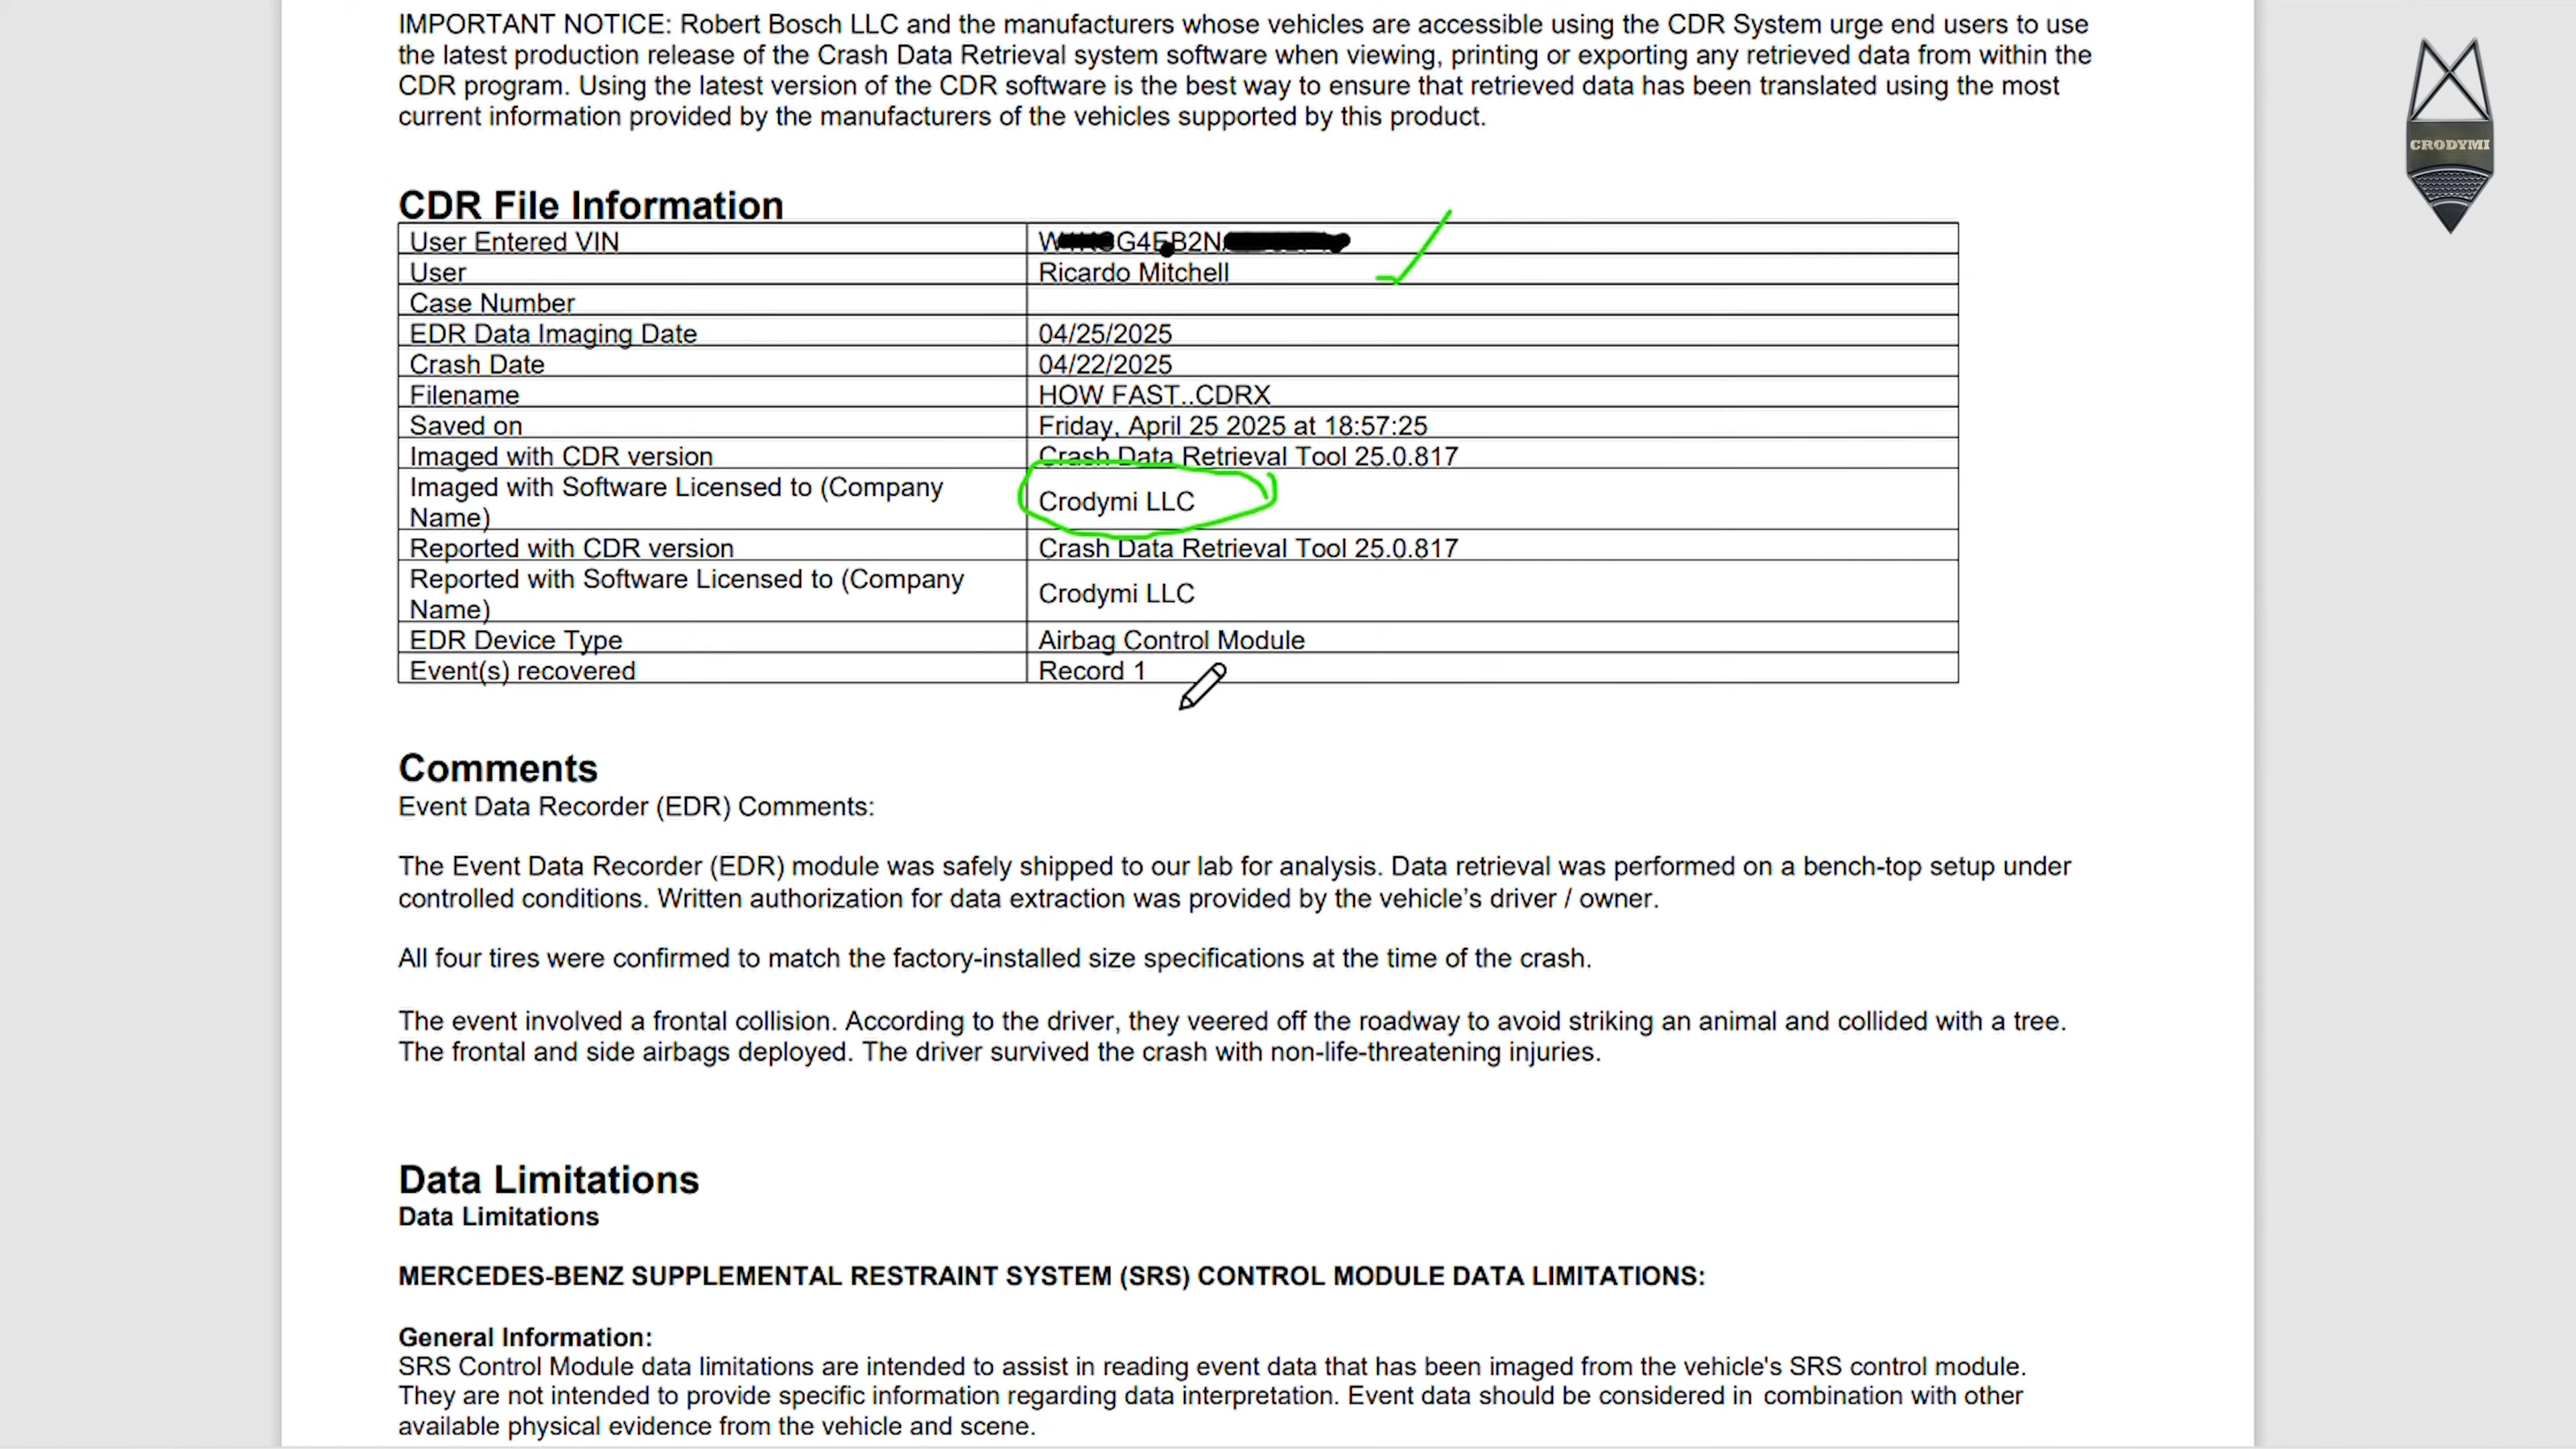 IMPORTANT NOTICE: Robert Bosch LLC and the manufacturers whose vehicles are accessible using the CDR System urge end users to use
the latest production release of the Crash Data Retrieval system software when viewing, printing or exporting any retrieved data from within the
CDR program. Using the latest version of the CDR software is the best way to ensure that retrieved data has been translated using the most
current information provided by the manufacturers of the vehicles supported by this product.
CRODYMI
CDR File Information
User Entered VIN W G4EB2N
User Ricardo Mitchell
Case Number
EDR Data Imaging Date 04/25/2025
Crash Date 04/22/2025
Filename HOW FAST..CDRX
Saved on Friday, April 25 2025 at 18:57:25
Imaged with CDR version Crash Data Retrieval Tool 25.0.817
Imaged with Software Licensed to (Company
Name) Crodymi LLC
Reported with CDR version Crash Data Retrieval Tool 25.0.817
Reported with Software Licensed to (Company
Name) Crodymi LLC
EDR Device Type Airbag Control Module
Event(s) recovered Record 1
Comments
Event Data Recorder (EDR) Comments:
The Event Data Recorder (EDR) module was safely shipped to our lab for analysis. Data retrieval was performed on a bench-top setup under
controlled conditions. Written authorization for data extraction was provided by the vehicle’s driver / owner.
All four tires were confirmed to match the factory-installed size specifications at the time of the crash.
The event involved a frontal collision. According to the driver, they veered off the roadway to avoid striking an animal and collided with a tree.
The frontal and side airbags deployed. The driver survived the crash with non-life-threatening injuries.
Data Limitations
Data Limitations
MERCEDES-BENZ SUPPLEMENTAL RESTRAINT SYSTEM (SRS) CONTROL MODULE DATA LIMITATIONS:
General Information:
SRS Control Module data limitations are intended to assist in reading event data that has been imaged from the vehicle's SRS control module.
They are not intended to provide specific information regarding data interpretation. Event data should be considered in combination with other
available physical evidence from the vehicle and scene.